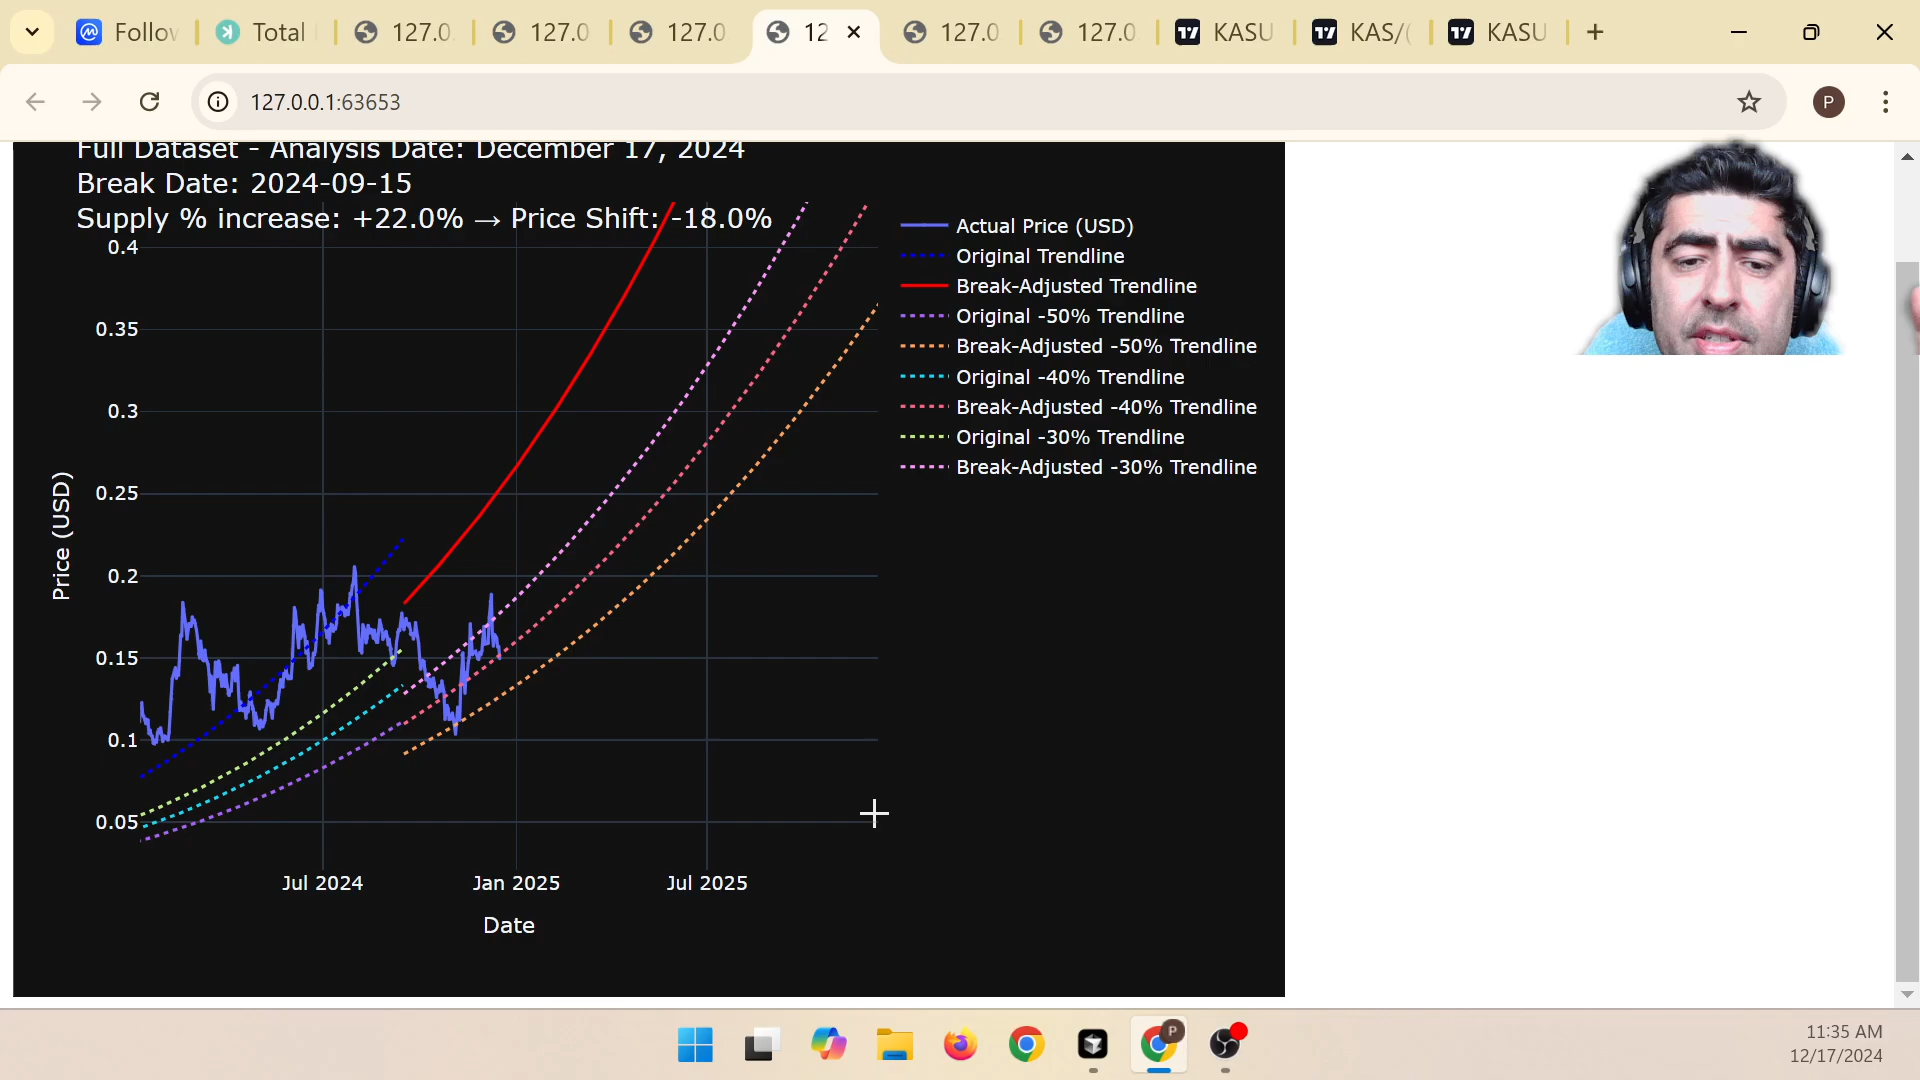 Follow
Total
127.0.
127.0
127.0
12
127.0
127.0
KASU
KAS/(
KASU
127.0.0.1:63653
P
Full Dataset - Analysis Date: December 17, 2024
Break Date: 2024-09-15
Supply % increase: +22.0% → Price Shift: -18.0%
0.4
0.35
0.3
0.25
0.2
0.15
0.1
0.05
Price (USD)
Jul 2024
Jan 2025
Jul 2025
Date
Actual Price (USD)
Original Trendline
Break-Adjusted Trendline
Original -50% Trendline
Break-Adjusted -50% Trendline
Original -40% Trendline
Break-Adjusted -40% Trendline
Original -30% Trendline
Break-Adjusted -30% Trendline
P
11:35 AM
12/17/2024